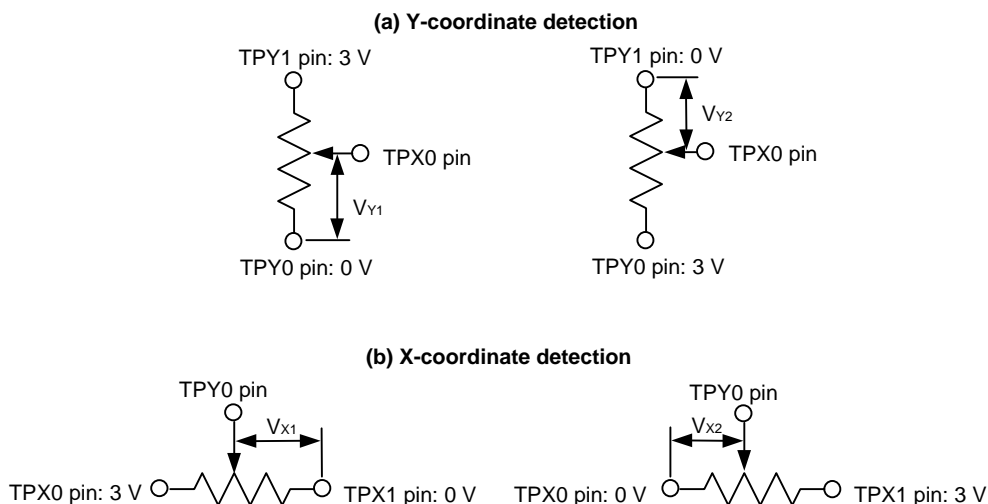 (a) Y-coordinate detection
TPY1 pin: 3 V
TPY1 pin: 0 V
VY2
TPX0 pin
TPX0 pin
VY1
TPY0 pin: 0 V
TPY0 pin: 3 V
(b) X-coordinate detection
TPY0 pin
TPY0 pin
VX1
VX2
TPX0 pin: 3 V
TPX1 pin: 0 V
TPX0 pin: 0 V
TPX1 pin: 3 V